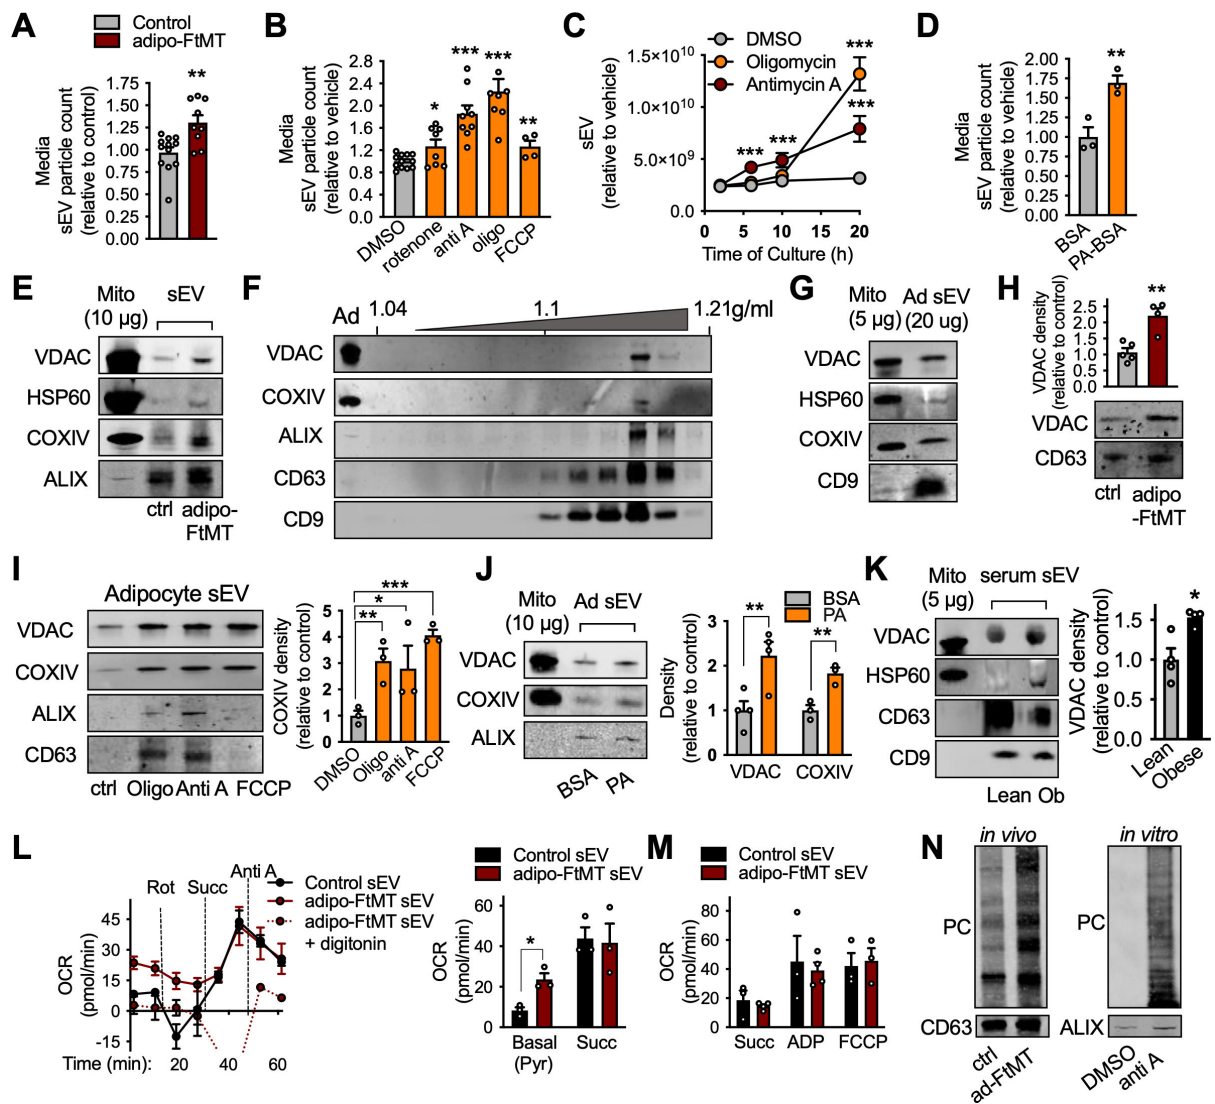 A
Control
adipo-FtMT
Media
sEV particle count
(relative to control)
1.75
1.50
1.25
1.00
0.75
0.50
0.25
0.00
**
B
Media
sEV particle count
(relative to vehicle)
2.8
2.4
2.0
1.6
1.2
0.8
0.4
0.0
*
***
***
**
DMSO
rotenone
anti A
oligo
FCCP
C
DMSO
Oligomycin
Antimycin A
sEV
(relative to vehicle)
1.5×10¹⁰
1.0×10¹⁰
5.0×10⁹
0.0
***
***
***
***
0 5 10 15 20
Time of Culture (h)
D
Media
sEV particle count
(relative to vehicle)
2.00
1.75
1.50
1.25
1.00
0.75
0.50
0.25
0.00
**
BSA
PA-BSA
E
Mito
(10 µg)
sEV
VDAC
HSP60
COXIV
ALIX
ctrl adipo-
FtMT
F
Ad 1.04 1.1 1.21g/ml
VDAC
COXIV
ALIX
CD63
CD9
G
Mito Ad sEV
(5 µg) (20 ug)
VDAC
HSP60
COXIV
CD9
H
VDAC density
(relative to control)
2.5
2.0
1.5
1.0
0.5
0.0
**
VDAC
CD63
ctrl adipo
-FtMT
I
Adipocyte sEV
VDAC
COXIV
ALIX
CD63
ctrl Oligo Anti A FCCP
COXIV density
(relative to control)
5
4
3
2
1
0
***
*
**
DMSO
Oligo
anti A
FCCP
J
Mito
(10 µg)
Ad sEV
VDAC
COXIV
ALIX
BSA PA
BSA
PA
Density
(relative to control)
3
2
1
0
**
**
VDAC COXIV
K
Mito
(5 µg)
serum sEV
VDAC
HSP60
CD63
CD9
Lean Ob
VDAC density
(relative to control)
1.5
1.0
0.5
0.0
*
Lean
Obese
L
Rot Succ Anti A
Control sEV
adipo-FtMT sEV
adipo-FtMT sEV
+ digitonin
OCR
(pmol/min)
45
30
15
0
-15
Time (min): 20 40 60
Control sEV
adipo-FtMT sEV
OCR
(pmol/min)
60
40
20
0
*
Basal
(Pyr)
Succ
M
Control sEV
adipo-FtMT sEV
OCR
(pmol/min)
80
60
40
20
0
Succ ADP FCCP
N
in vivo
PC
CD63
ctrl
ad-FtMT
in vitro
PC
ALIX
DMSO
anti A